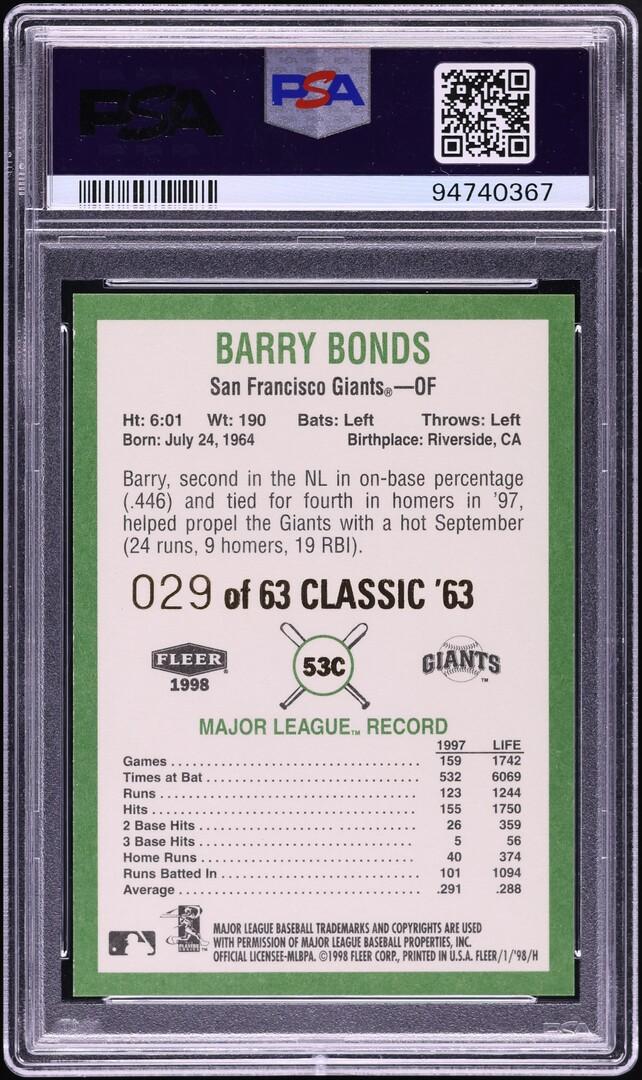 PSA
PSA
94740367
BARRY BONDS
San Francisco Giants®—OF
Ht: 6:01 Wt: 190 Bats: Left Throws: Left
Born: July 24, 1964 Birthplace: Riverside, CA
Barry, second in the NL in on-base percentage
(.446) and tied for fourth in homers in '97,
helped propel the Giants with a hot September
(24 runs, 9 homers, 19 RBI).
029 of 63 CLASSIC '63
FLEER®
1998
53C
GIANTS™
MAJOR LEAGUE™ RECORD
1997 LIFE
Games 159 1742
Times at Bat 532 6069
Runs 123 1244
Hits 155 1750
2 Base Hits 26 359
3 Base Hits 5 56
Home Runs 40 374
Runs Batted In 101 1094
Average .291 .288
MAJOR LEAGUE BASEBALL TRADEMARKS AND COPYRIGHTS ARE USED
WITH PERMISSION OF MAJOR LEAGUE BASEBALL PROPERTIES, INC.
OFFICIAL LICENSEE-MLBPA. ©1998 FLEER CORP., PRINTED IN U.S.A. FLEER/1/'98/H
PSA